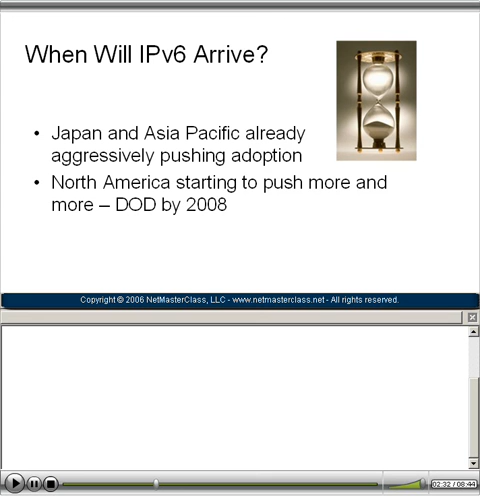 When Will IPv6 Arrive?
• Japan and Asia Pacific already
aggressively pushing adoption
• North America starting to push more and
more – DOD by 2008
Copyright © 2006 NetMasterClass, LLC - www.netmasterclass.net - All rights reserved.
02:32 / 08:44